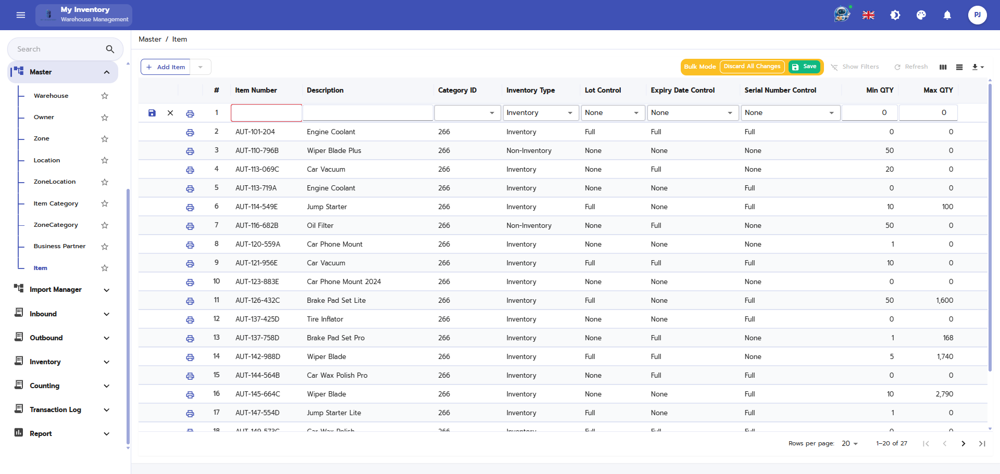 My Inventory
Warehouse Management
PJ
Search
Master
Warehouse
Owner
Zone
Location
ZoneLocation
Item Category
ZoneCategory
Business Partner
Item
Import Manager
Inbound
Outbound
Inventory
Counting
Transaction Log
Report
Master / Item
Add Item
Bulk Mode Discard All Changes Save Show Filters Refresh
# Item Number Description Category ID Inventory Type Lot Control Expiry Date Control Serial Number Control Min QTY Max QTY
1 Inventory None None None 0 0
2 AUT-101-204 Engine Coolant 266 Inventory Full Full Full 0 0
3 AUT-110-796B Wiper Blade Plus 266 Non-Inventory None None None 50 0
4 AUT-113-069C Car Vacuum 266 Inventory None Full None 20 0
5 AUT-113-719A Engine Coolant 266 Inventory None None Full 0 0
6 AUT-114-549E Jump Starter 266 Inventory Full None Full 10 100
7 AUT-116-682B Oil Filter 266 Non-Inventory None Full None 50 0
8 AUT-120-559A Car Phone Mount 266 Inventory None None None 1 0
9 AUT-121-956E Car Vacuum 266 Inventory Full Full Full 10 0
10 AUT-123-883E Car Phone Mount 2024 266 Inventory None None None 0 0
11 AUT-126-432C Brake Pad Set Lite 266 Inventory Full None Full 50 1,600
12 AUT-137-425D Tire Inflator 266 Inventory None None Full 0 0
13 AUT-137-758D Brake Pad Set Pro 266 Inventory None Full None 1 168
14 AUT-142-988D Wiper Blade 266 Inventory Full Full None 5 1,740
15 AUT-144-564B Car Wax Polish Pro 266 Inventory None Full Full 0 0
16 AUT-145-664C Wiper Blade 266 Inventory None None Full 10 2,790
17 AUT-147-554D Jump Starter Lite 266 Inventory Full None Full 1 0
18 AUT-149-573C Car Wax Polish 266 Inventory Full Full Full 0 0
Rows per page: 20 1–20 of 27